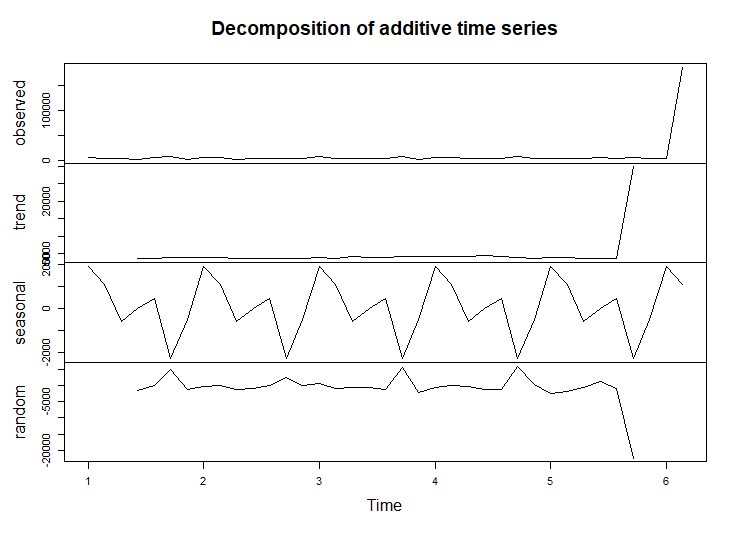 Decomposition of additive time series
observed
0
100000
trend
20000
seasonal
-2000
0
random
-20000
-5000
1 2 3 4 5 6
Time